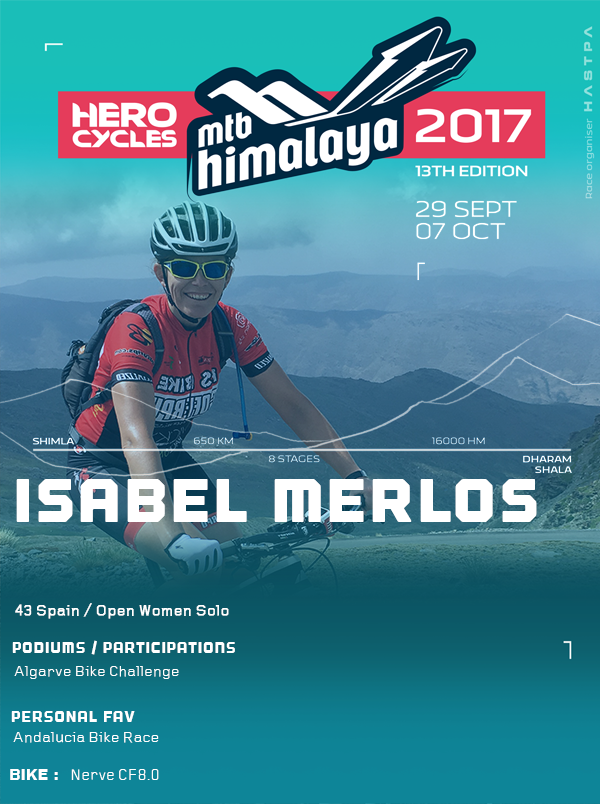 HERO
CYCLES
mtb
himalaya
2017
13TH EDITION
29 SEPT
07 OCT
Race organiser HASTPA
SHIMLA
650 KM
16000 HM
8 STAGES
DHARAM
SHALA
ISABEL MERLOS
43 Spain / Open Women Solo
PODIUMS / PARTICIPATIONS
Algarve Bike Challenge
PERSONAL FAV
Andalucia Bike Race
BIKE : Nerve CF8.0